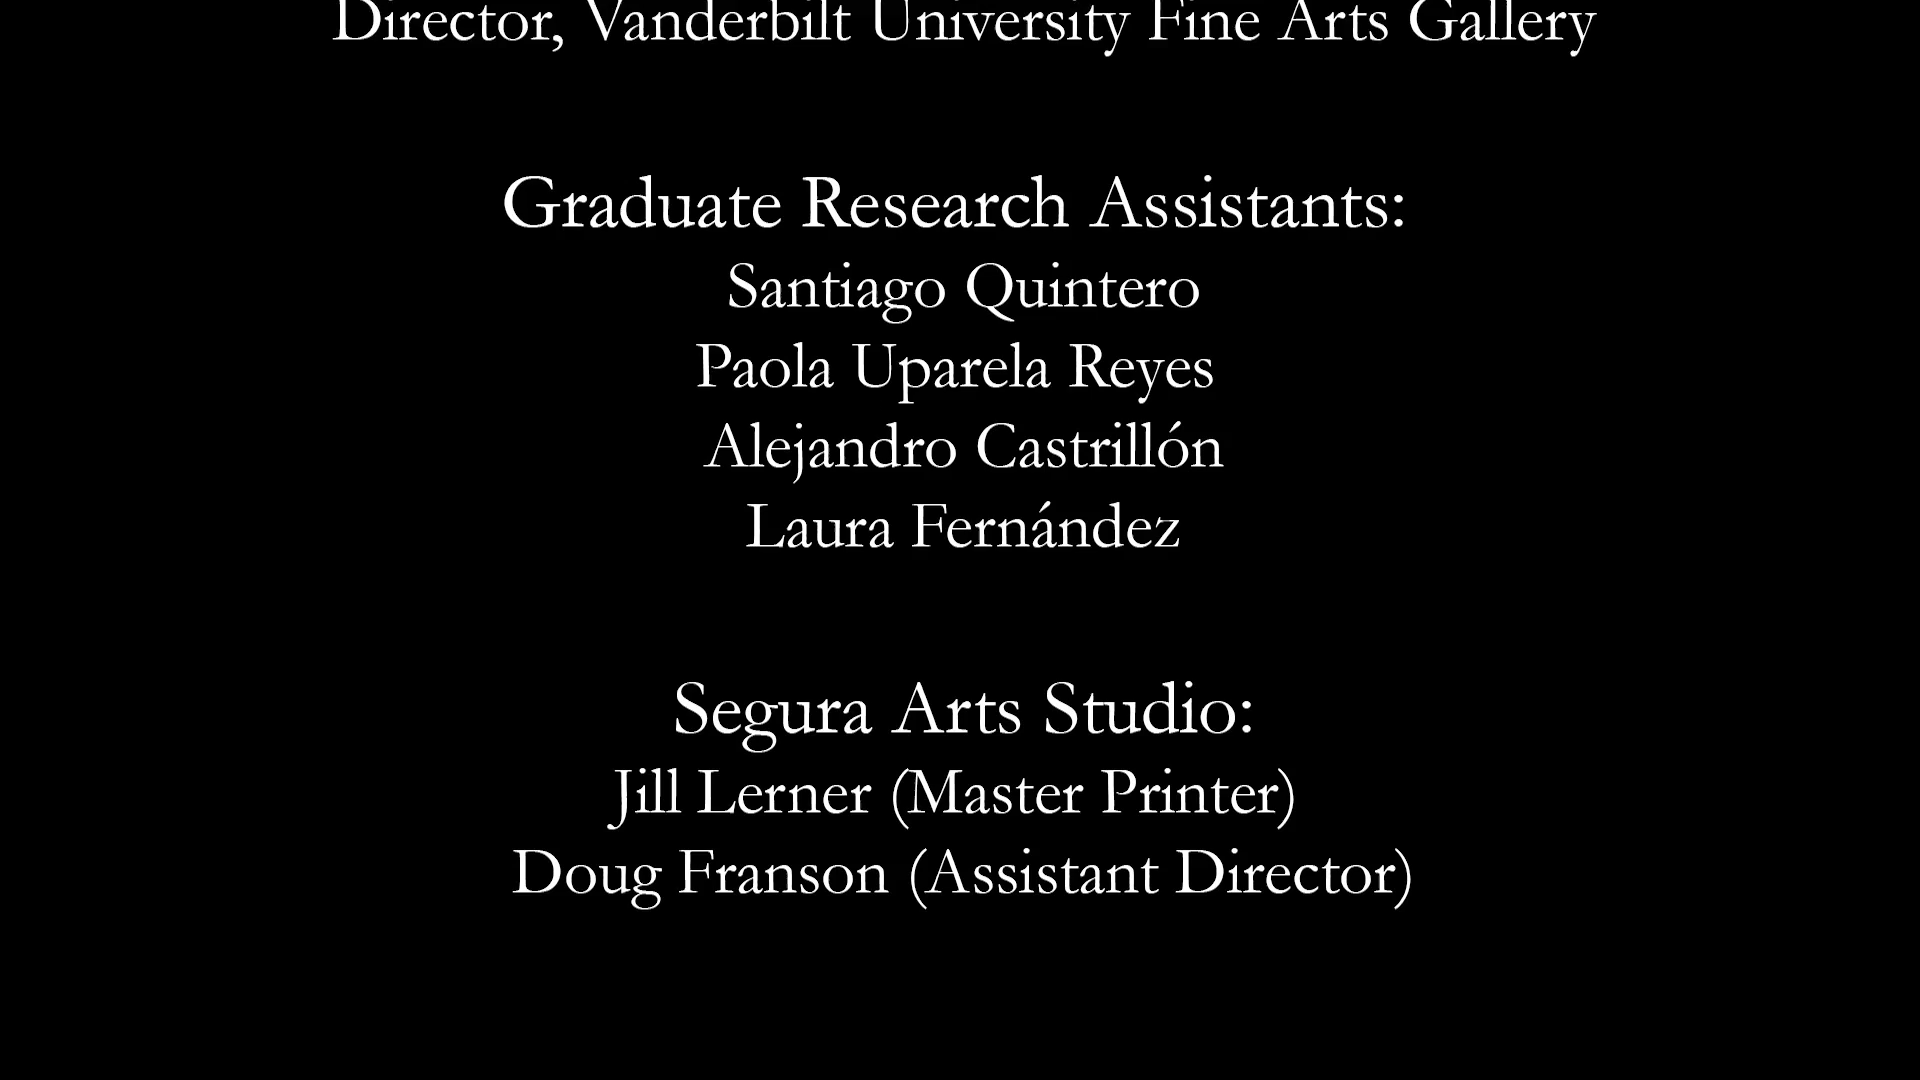 Director, Vanderbilt University Fine Arts Gallery
Graduate Research Assistants:
Santiago Quintero
Paola Uparela Reyes
Alejandro Castrillón
Laura Fernández
Segura Arts Studio:
Jill Lerner (Master Printer)
Doug Franson (Assistant Director)